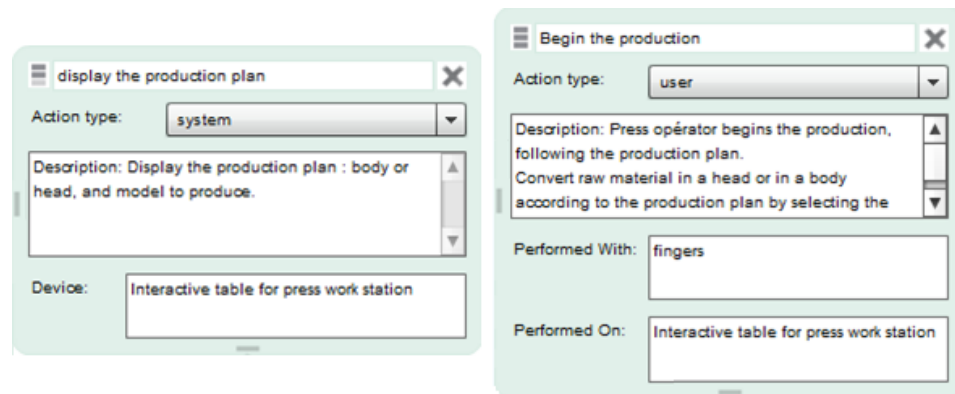 display the production plan
Action type:
system
Description: Display the production plan : body or
head, and model to produce.
Device:
Interactive table for press work station
Begin the production
Action type:
user
Description: Press opérator begins the production,
following the production plan.
Convert raw material in a head or in a body
according to the production plan by selecting the
Performed With:
fingers
Performed On:
Interactive table for press work station